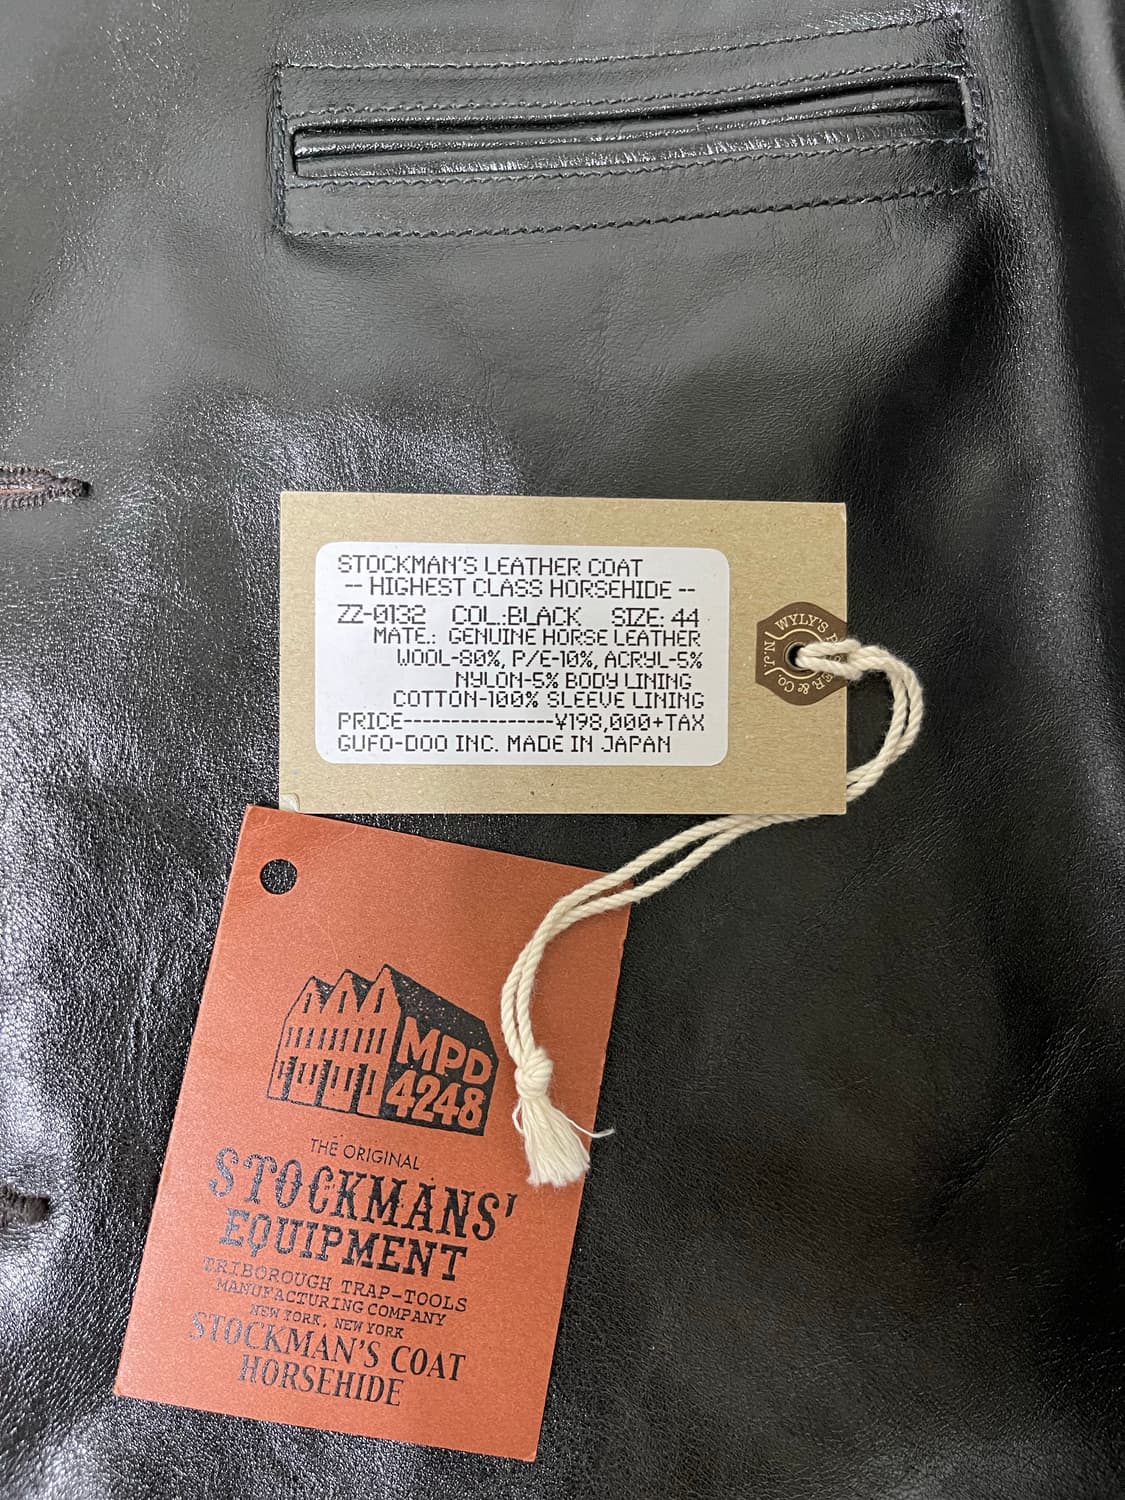 STOCKMAN'S LEATHER COAT
-- HIGHEST CLASS HORSEHIDE --
ZZ-0132 COL.:BLACK SIZE: 44
MATE.: GENUINE HORSE LEATHER
WOOL-80%, P/E-10%, ACRYL-5%
NYLON-5% BODY LINING
COTTON-100% SLEEVE LINING
PRICE----------------¥198,000+TAX
GUFO-DOO INC. MADE IN JAPAN
WYLY'S
& Co.
N.J.
MPD
4248
THE ORIGINAL
STOCKMANS'
EQUIPMENT
TRIBOROUGH TRAP-TOOLS
MANUFACTURING COMPANY
NEW YORK, NEW YORK
STOCKMAN'S COAT
HORSEHIDE